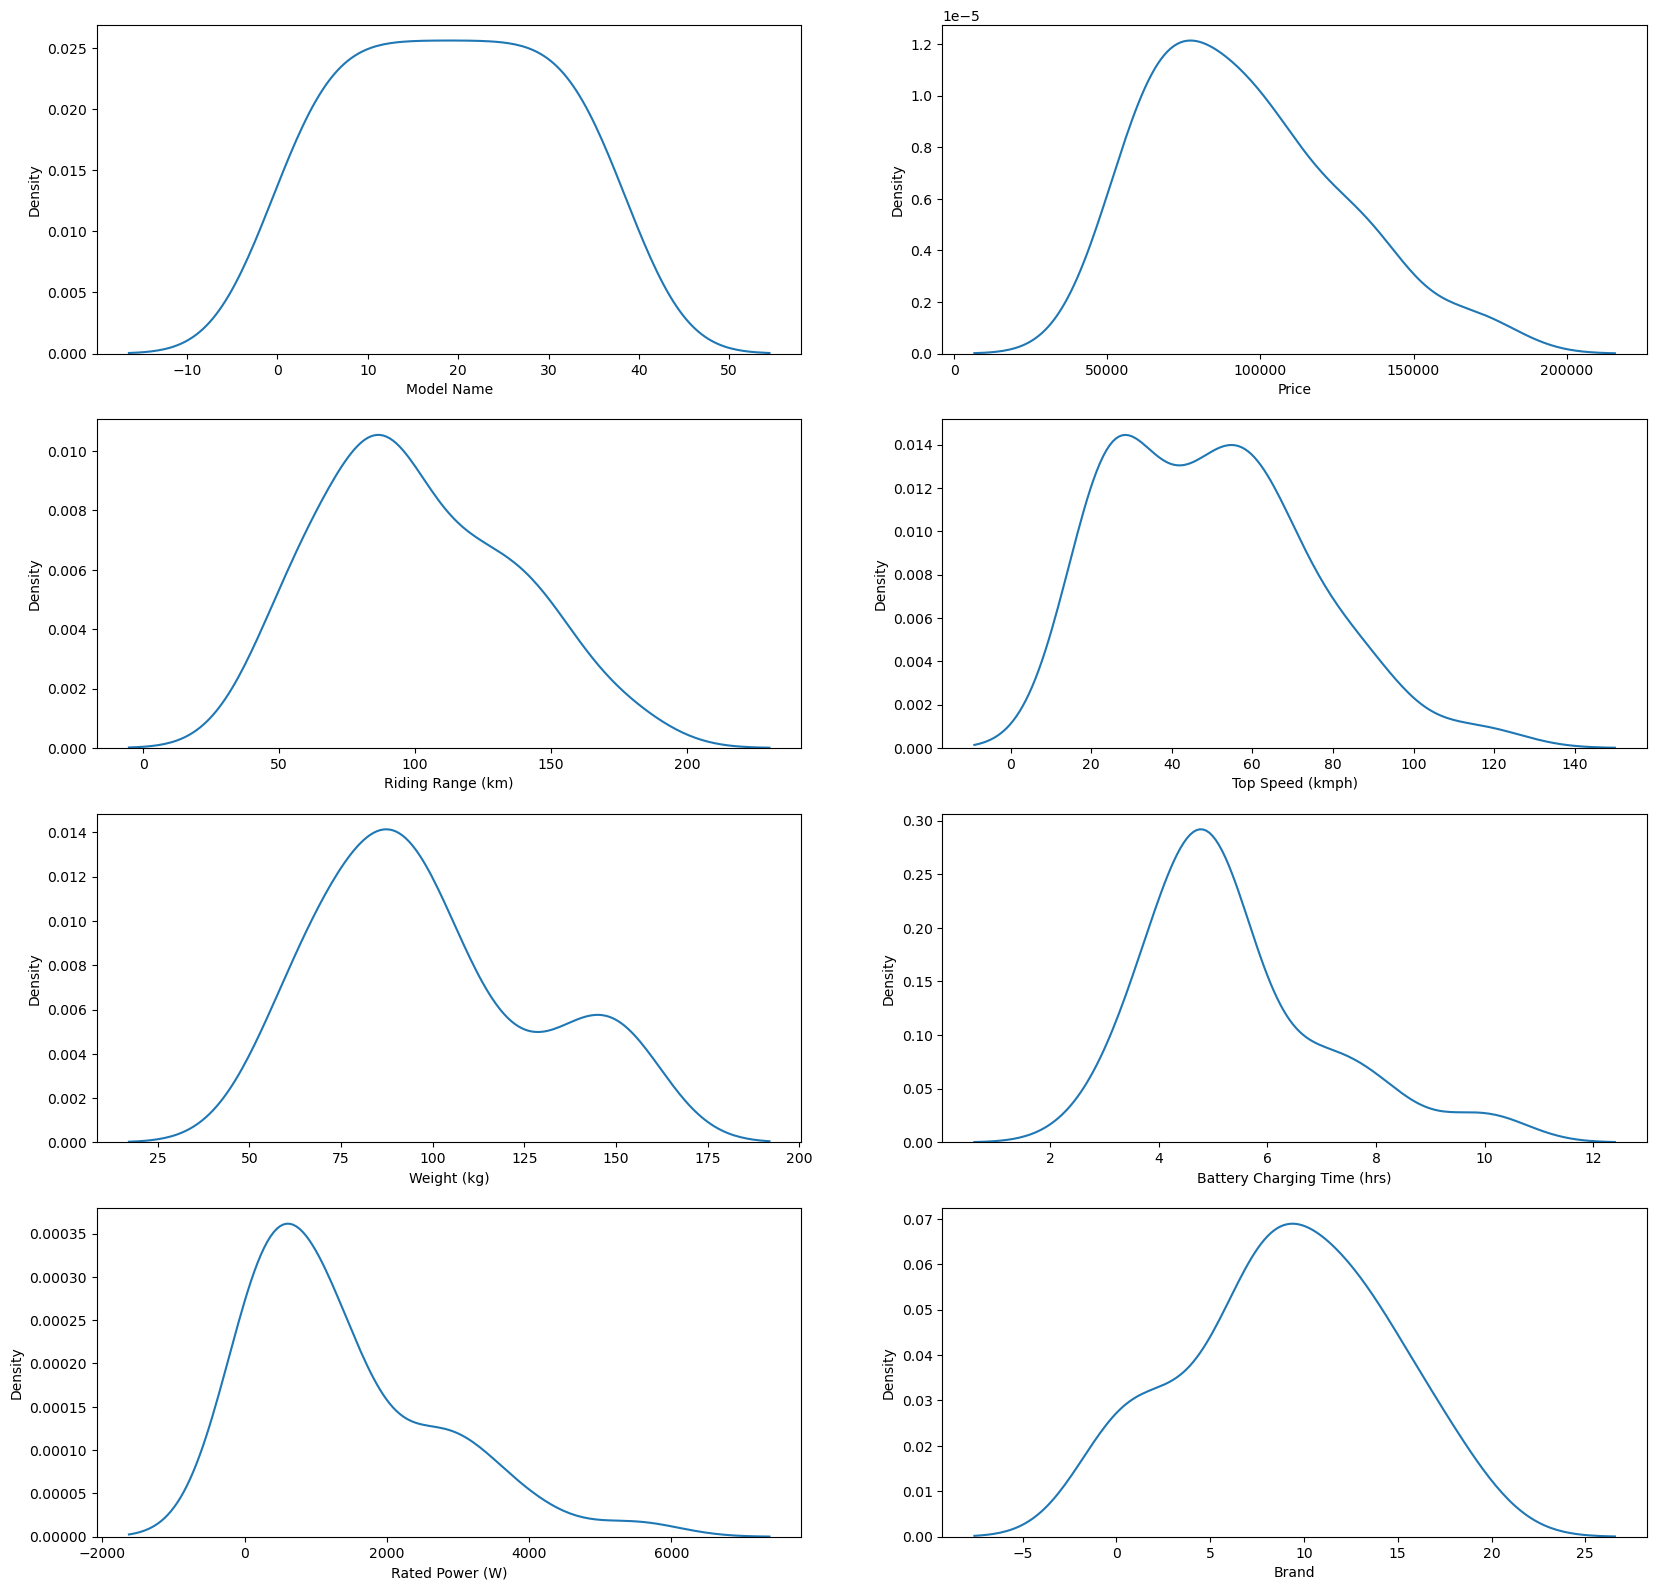 0.025
0.020
0.015
0.010
0.005
0.000
Density
−10 0 10 20 30 40 50
Model Name
1e−5
1.2
1.0
0.8
0.6
0.4
0.2
0.0
Density
0 50000 100000 150000 200000
Price
0.010
0.008
0.006
0.004
0.002
0.000
Density
0 50 100 150 200
Riding Range (km)
0.014
0.012
0.010
0.008
0.006
0.004
0.002
0.000
Density
0 20 40 60 80 100 120 140
Top Speed (kmph)
0.014
0.012
0.010
0.008
0.006
0.004
0.002
0.000
Density
25 50 75 100 125 150 175 200
Weight (kg)
0.30
0.25
0.20
0.15
0.10
0.05
0.00
Density
2 4 6 8 10 12
Battery Charging Time (hrs)
0.00035
0.00030
0.00025
0.00020
0.00015
0.00010
0.00005
0.00000
Density
−2000 0 2000 4000 6000
Rated Power (W)
0.07
0.06
0.05
0.04
0.03
0.02
0.01
0.00
Density
−5 0 5 10 15 20 25
Brand